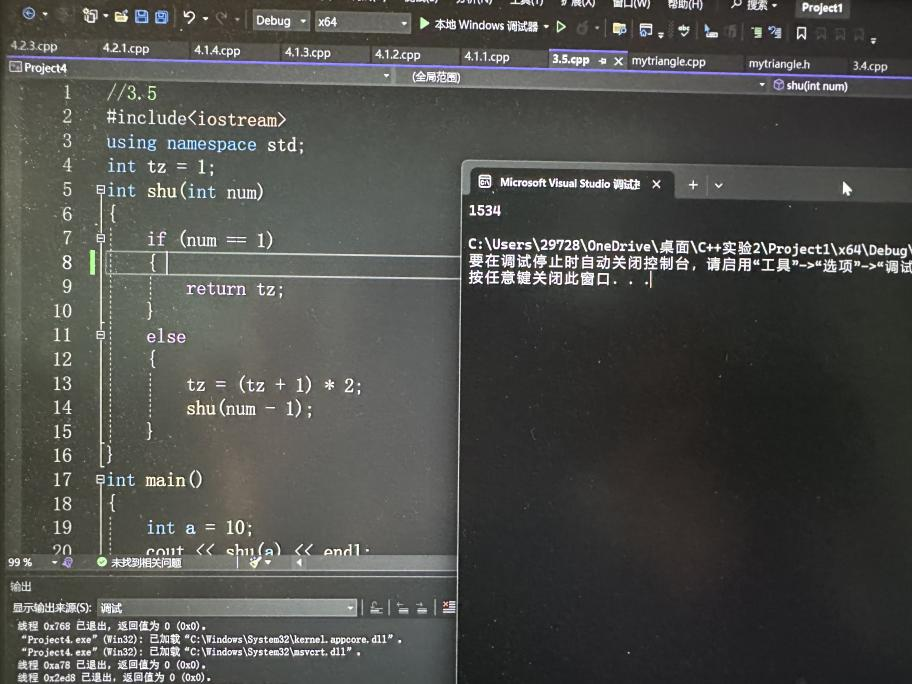 Debug
x64
本地 Windows 调试器
搜索
Project1
4.2.3.cpp
4.2.1.cpp
4.1.4.cpp
4.1.3.cpp
4.1.2.cpp
4.1.1.cpp
3.5.cpp
mytriangle.cpp
mytriangle.h
3.4.cpp
Project4
(全局范围)
shu(int num)
1 //3.5
2 #include<iostream>
3 using namespace std;
4 int tz = 1;
5 int shu(int num)
6 {
7 if (num == 1)
8 {
9 return tz;
10 }
11 else
12 {
13 tz = (tz + 1) * 2;
14 shu(num - 1);
15 }
16 }
17 int main()
18 {
19 int a = 10;
20 cout << shu(a) << endl;
Microsoft Visual Studio 调试
1534
C:\Users\29728\OneDrive\桌面\C++实验2\Project1\x64\Debug\
要在调试停止时自动关闭控制台，请启用“工具”->“选项”->“调试
按任意键关闭此窗口. . .
99 %
未找到相关问题
输出
显示输出来源(S): 调试
线程 0x768 已退出，返回值为 0 (0x0)。
“Project4.exe”(Win32): 已加载“C:\Windows\System32\kernel.appcore.dll”。
“Project4.exe”(Win32): 已加载“C:\Windows\System32\msvcrt.dll”。
线程 0xa78 已退出，返回值为 0 (0x0)。
线程 0x2ed8 已退出，返回值为 0 (0x0)。